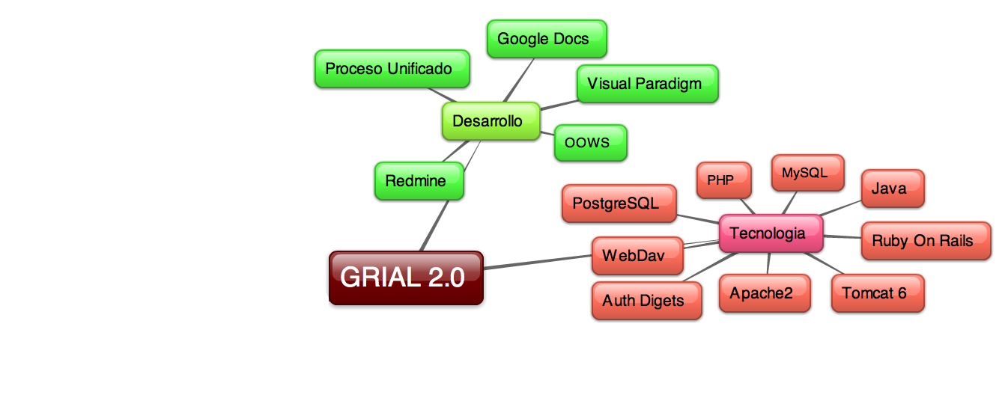 Google Docs
Proceso Unificado
Visual Paradigm
Desarrollo
OOWS
Redmine
PHP
MySQL
Java
PostgreSQL
Tecnologia
Ruby On Rails
WebDav
GRIAL 2.0
Auth Digets
Apache2
Tomcat 6